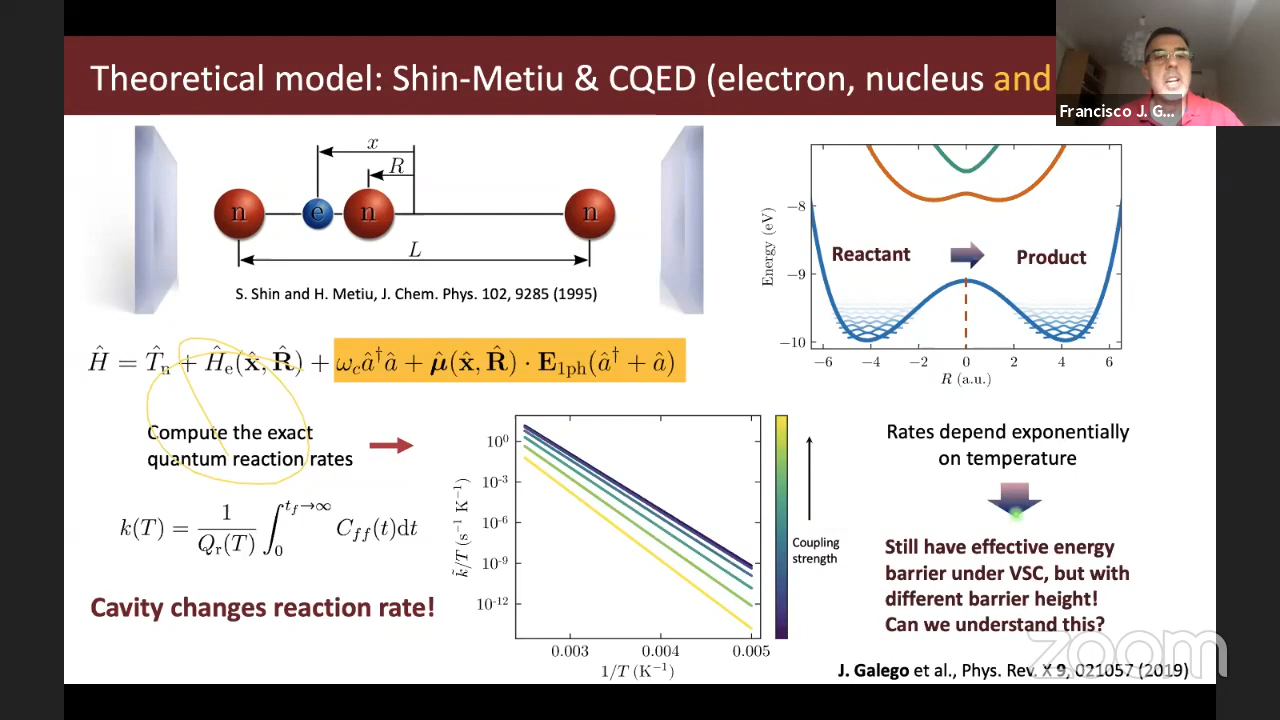 Theoretical model: Shin-Metiu & CQED (electron, nucleus and
Francisco J. G...
x
R
n
e
n
n
L
S. Shin and H. Metiu, J. Chem. Phys. 102, 9285 (1995)
Ĥ = T̂ₙ + Ĥₑ(x̂, R̂) + ω_c â†â + μ̂(x̂, R̂) · E₁ₚₕ(â† + â)
Compute the exact
quantum reaction rates
k(T) = 1/Qᵣ(T) ∫₀^{t_f→∞} C_ff(t)dt
Cavity changes reaction rate!
Energy (eV)
−8
−9
−10
Reactant
Product
−6 −4 −2 0 2 4 6
R (a.u.)
k̃/T (s⁻¹ K⁻¹)
10⁰
10⁻³
10⁻⁶
10⁻⁹
10⁻¹²
0.003 0.004 0.005
1/T (K⁻¹)
Coupling
strength
Rates depend exponentially
on temperature
Still have effective energy
barrier under VSC, but with
different barrier height!
Can we understand this?
zoom
J. Galego et al., Phys. Rev. X 9, 021057 (2019)